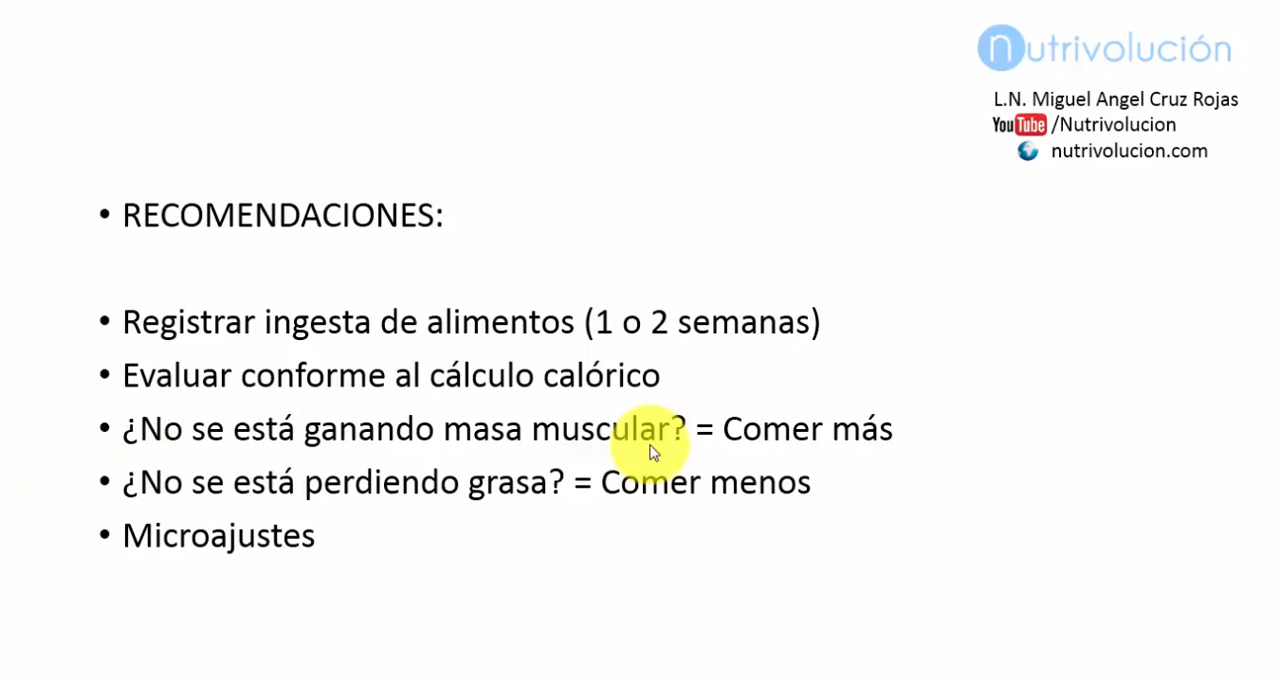 nutrivolución
L.N. Miguel Angel Cruz Rojas
YouTube /Nutrivolucion
nutrivolucion.com
• RECOMENDACIONES:
• Registrar ingesta de alimentos (1 o 2 semanas)
• Evaluar conforme al cálculo calórico
• ¿No se está ganando masa muscular? = Comer más
• ¿No se está perdiendo grasa? = Comer menos
• Microajustes